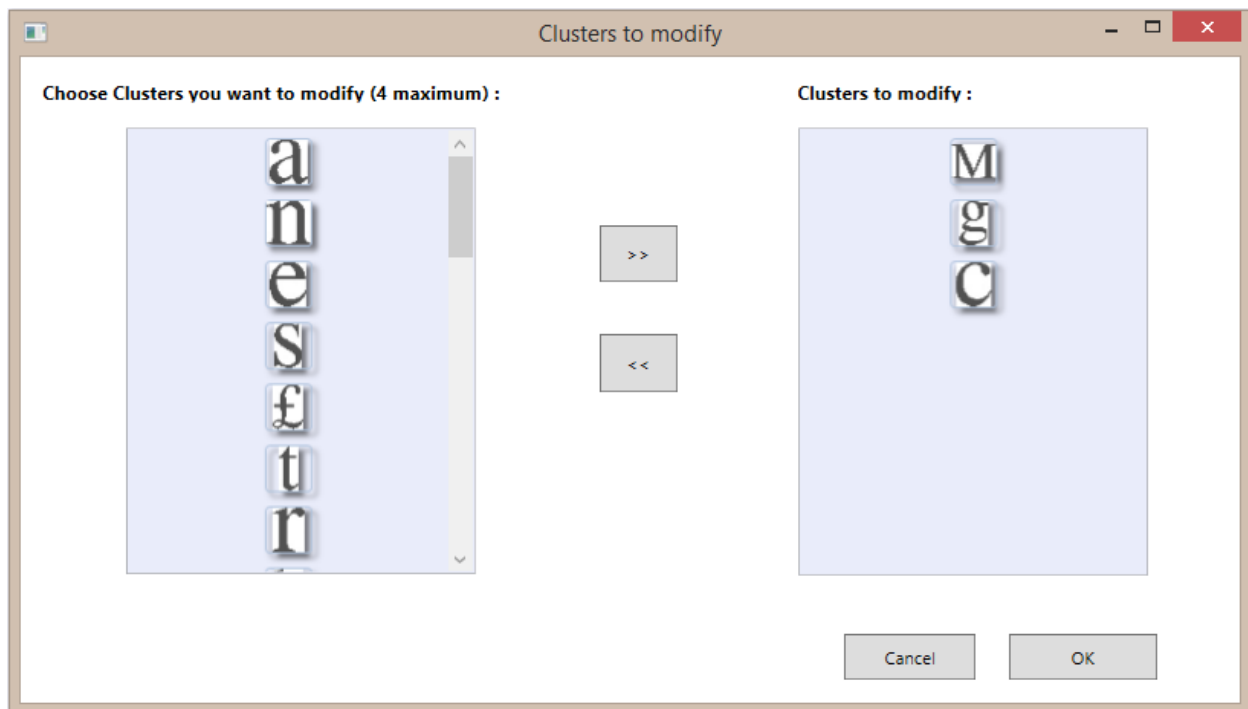 Clusters to modify
Choose Clusters you want to modify (4 maximum) :
Clusters to modify :
a
n
e
s
£
t
r
M
g
C
>>
<<
Cancel
OK